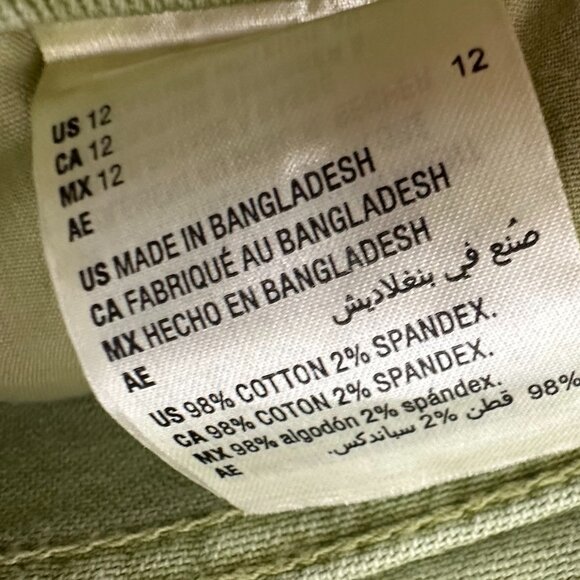 12
US 12
CA 12
MX 12
AE
US MADE IN BANGLADESH
CA FABRIQUÉ AU BANGLADESH
MX HECHO EN BANGLADESH
AE صُنع في بنغلاديش
US 98% COTTON 2% SPANDEX.
CA 98% COTON 2% SPANDEX.
MX 98% algodón 2% spándex.
AE 98% قطن 2% سباندكس.